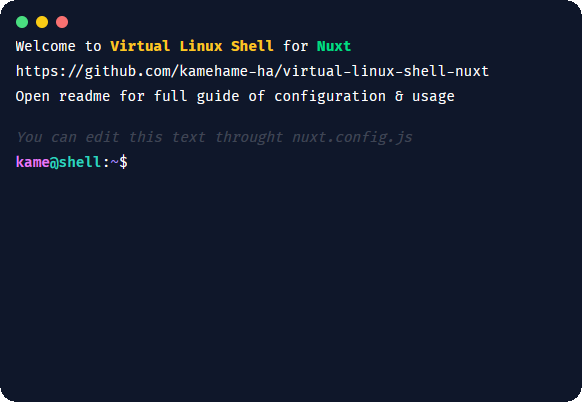 Welcome to Virtual Linux Shell for Nuxt
https://github.com/kamehame-ha/virtual-linux-shell-nuxt
Open readme for full guide of configuration & usage
You can edit this text throught nuxt.config.js
kame@shell:~$